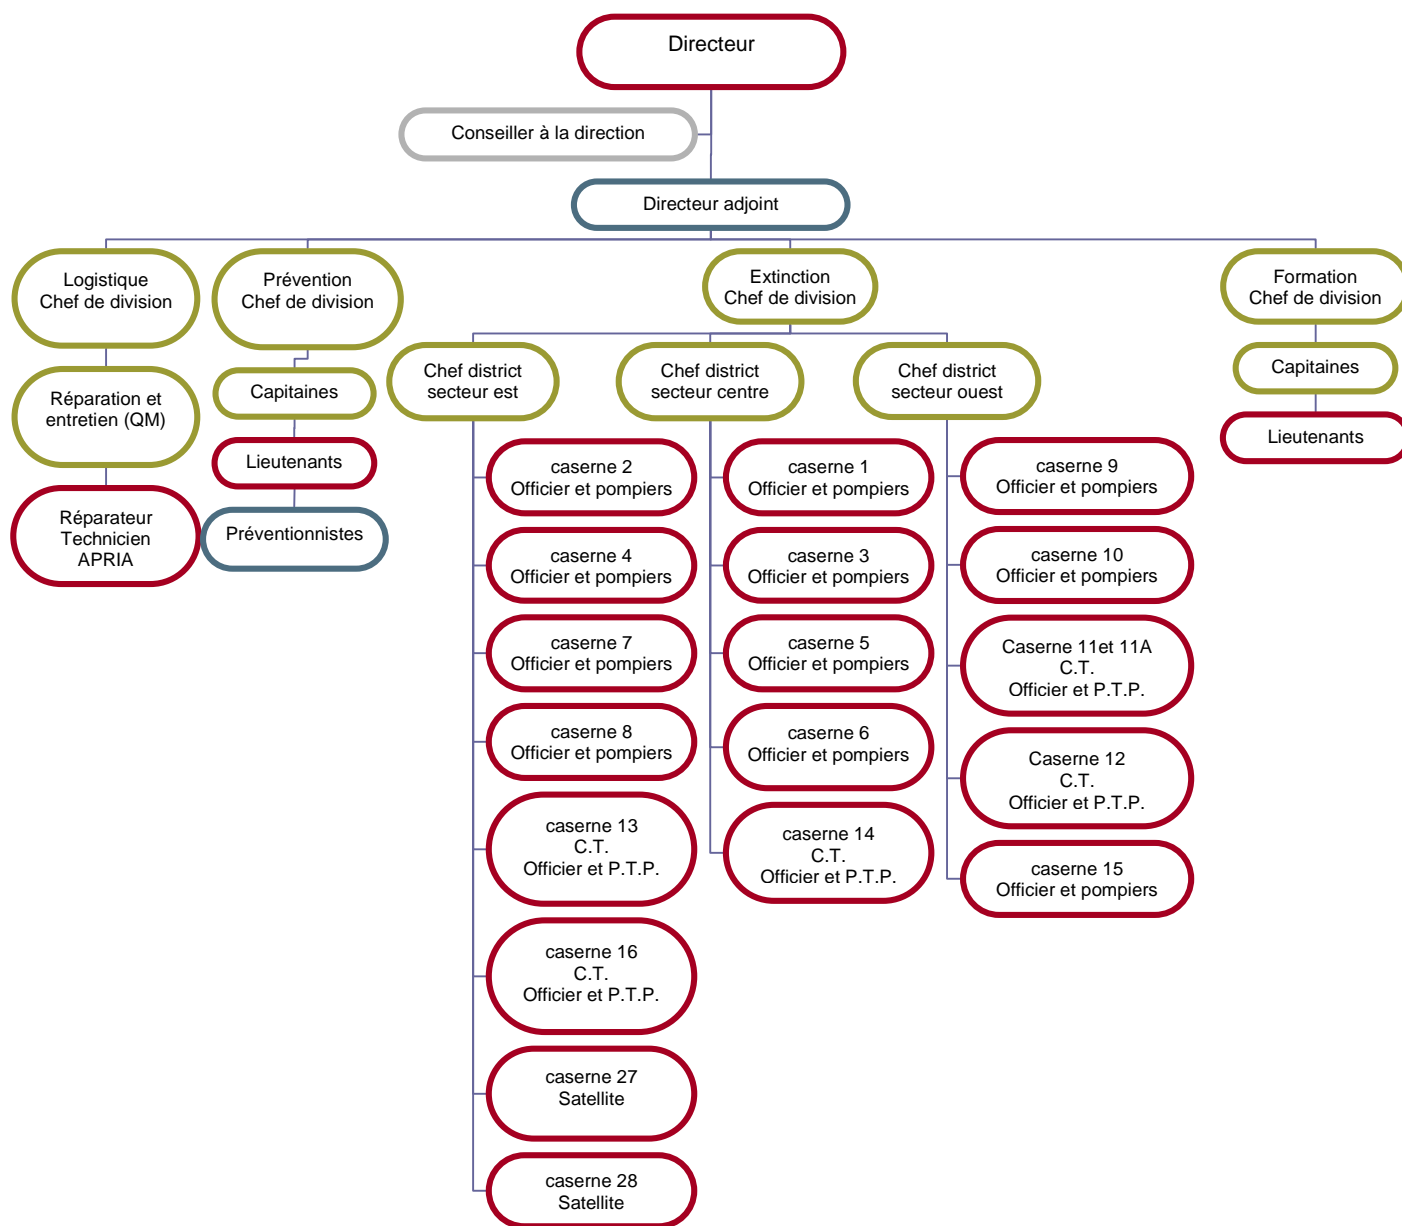 Directeur
Conseiller à la direction
Directeur adjoint
Logistique
Chef de division
Prévention
Chef de division
Extinction
Chef de division
Formation
Chef de division
Réparation et
entretien (QM)
Réparateur
Technicien
APRIA
Capitaines
Lieutenants
Préventionnistes
Chef district
secteur est
Chef district
secteur centre
Chef district
secteur ouest
Capitaines
Lieutenants
caserne 2
Officier et pompiers
caserne 4
Officier et pompiers
caserne 7
Officier et pompiers
caserne 8
Officier et pompiers
caserne 13
C.T.
Officier et P.T.P.
caserne 16
C.T.
Officier et P.T.P.
caserne 27
Satellite
caserne 28
Satellite
caserne 1
Officier et pompiers
caserne 3
Officier et pompiers
caserne 5
Officier et pompiers
caserne 6
Officier et pompiers
caserne 14
C.T.
Officier et P.T.P.
caserne 9
Officier et pompiers
caserne 10
Officier et pompiers
Caserne 11et 11A
C.T.
Officier et P.T.P.
Caserne 12
C.T.
Officier et P.T.P.
caserne 15
Officier et pompiers